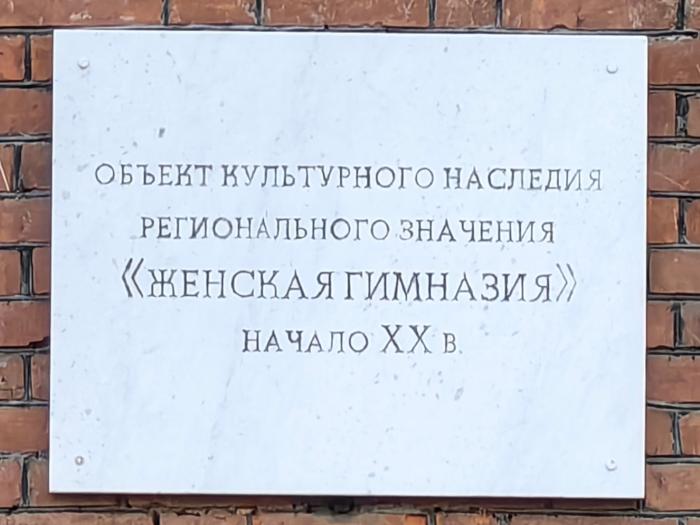 ОБЪЕКТ КУЛЬТУРНОГО НАСЛЕДИЯ
РЕГИОНАЛЬНОГО ЗНАЧЕНИЯ
«ЖЕНСКАЯ ГИМНАЗИЯ»
НАЧАЛО XX В.